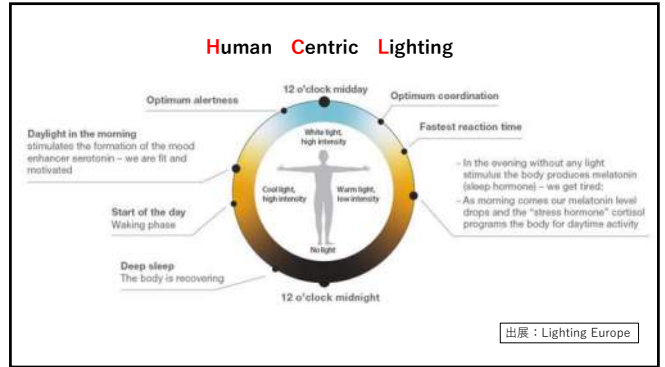 Human Centric Lighting
12 o'clock midday
Optimum alertness
Optimum coordination
Fastest reaction time
Daylight in the morning
stimulates the formation of the mood
enhancer serotonin – we are fit and
motivated
White light,
high intensity
Cool light,
high intensity
Warm light,
low intensity
No light
- In the evening without any light
stimulus the body produces melatonin
(sleep hormone) – we get tired;
- As morning comes our melatonin level
drops and the "stress hormone" cortisol
programs the body for daytime activity
Start of the day
Waking phase
Deep sleep
The body is recovering
12 o'clock midnight
出展：Lighting Europe